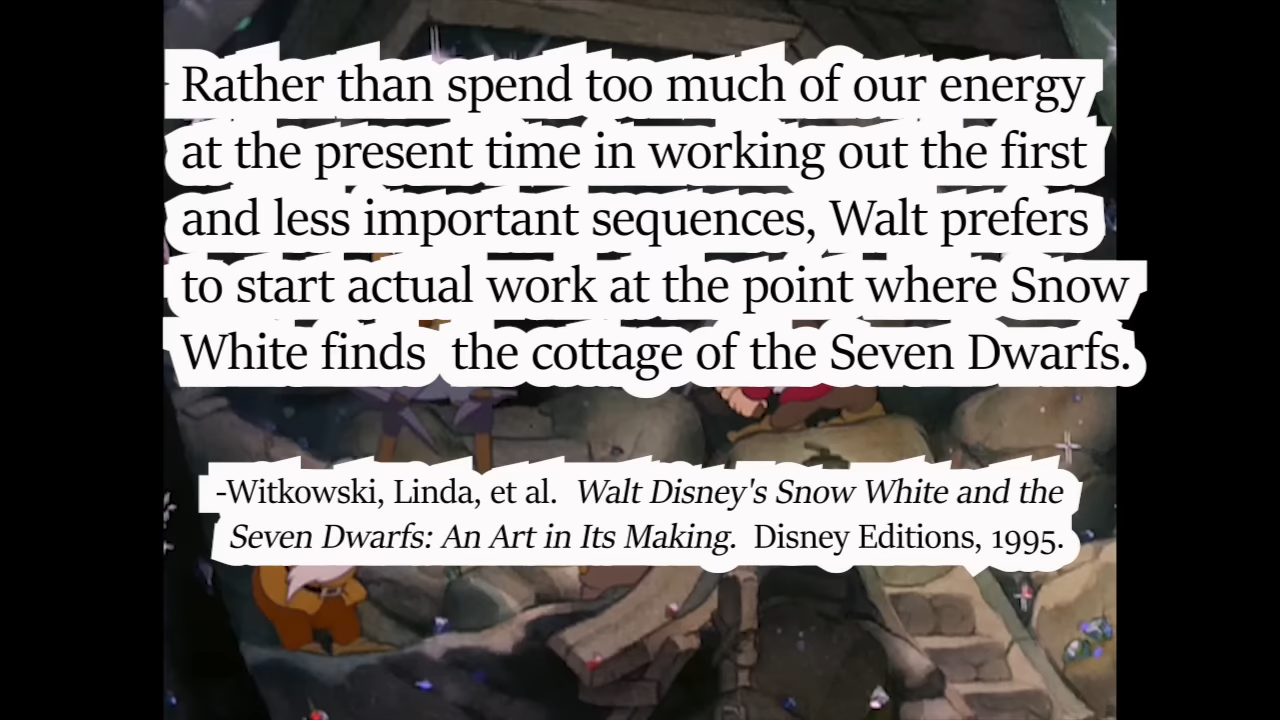 Rather than spend too much of our energy
at the present time in working out the first
and less important sequences, Walt prefers
to start actual work at the point where Snow
White finds  the cottage of the Seven Dwarfs.
-Witkowski, Linda, et al.  Walt Disney's Snow White and the
Seven Dwarfs: An Art in Its Making.  Disney Editions, 1995.